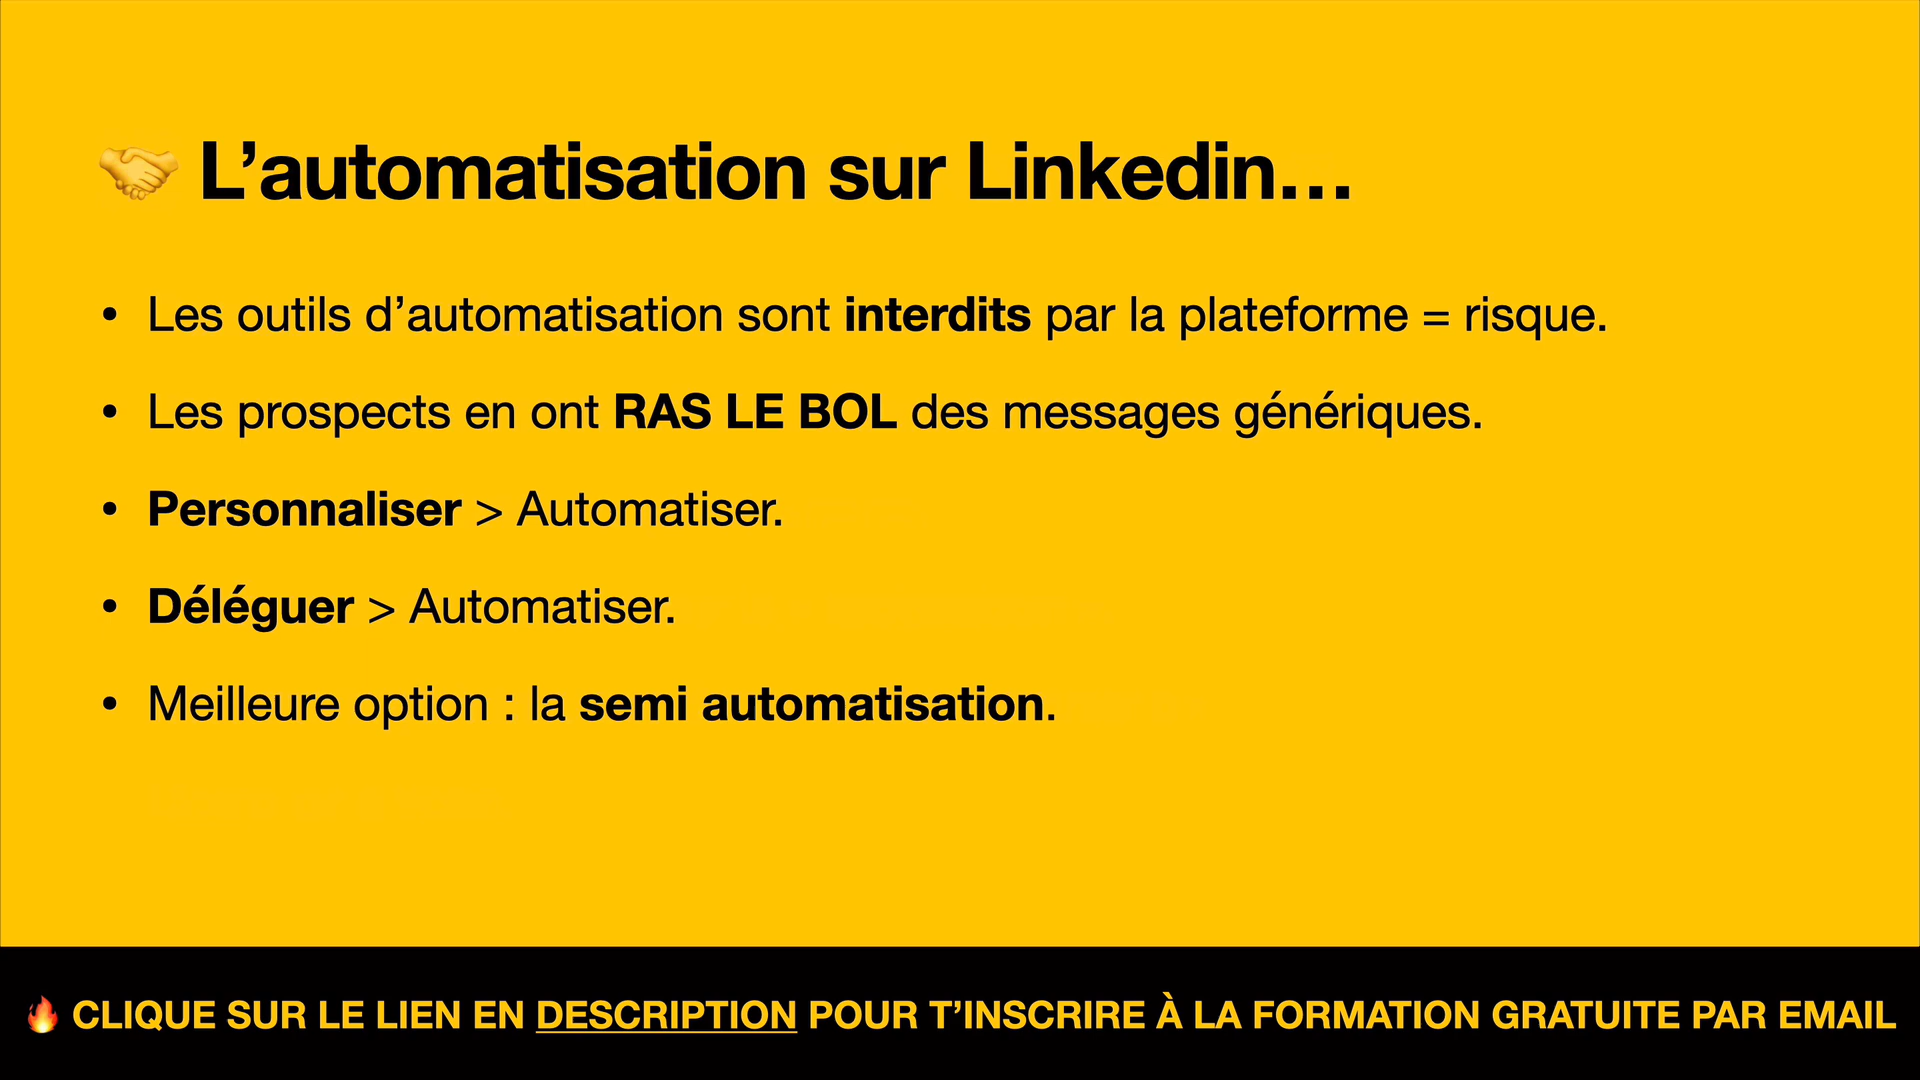 🤝 L’automatisation sur Linkedin…
• Les outils d’automatisation sont interdits par la plateforme = risque.
• Les prospects en ont RAS LE BOL des messages génériques.
• Personnaliser > Automatiser.
• Déléguer > Automatiser.
• Meilleure option : la semi automatisation.
🔥 CLIQUE SUR LE LIEN EN DESCRIPTION POUR T’INSCRIRE À LA FORMATION GRATUITE PAR EMAIL